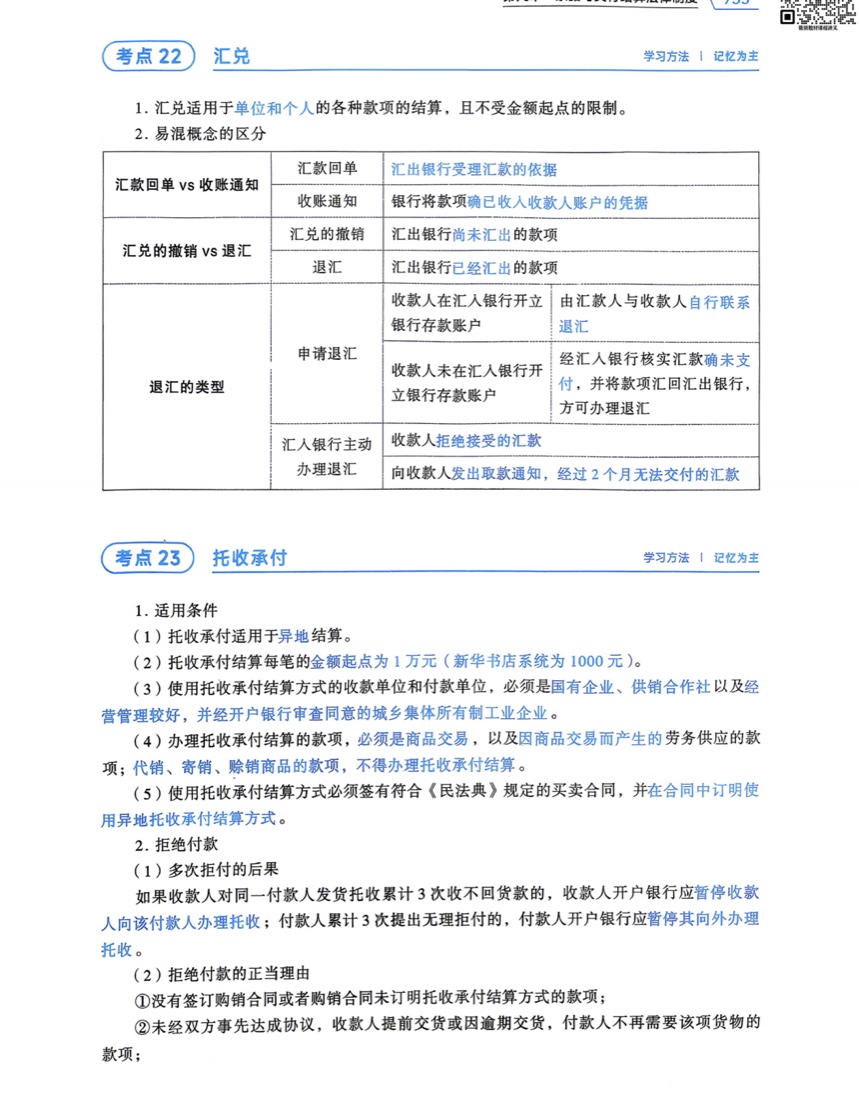 考点 22 汇兑 学习方法 | 记忆为主
1. 汇兑适用于单位和个人的各种款项的结算，且不受金额起点的限制。
2. 易混概念的区分
汇款回单 vs 收账通知
汇款回单
汇出银行受理汇款的依据
收账通知
银行将款项确已收入收款人账户的凭据
汇兑的撤销 vs 退汇
汇兑的撤销
汇出银行尚未汇出的款项
退汇
汇出银行已经汇出的款项
退汇的类型
申请退汇
收款人在汇入银行开立
银行存款账户
由汇款人与收款人自行联系
退汇
收款人未在汇入银行开
立银行存款账户
经汇入银行核实汇款确未支
付，并将款项汇回汇出银行，
方可办理退汇
汇入银行主动
办理退汇
收款人拒绝接受的汇款
向收款人发出取款通知，经过 2 个月无法交付的汇款
考点 23 托收承付 学习方法 | 记忆为主
1. 适用条件
（1）托收承付适用于异地结算。
（2）托收承付结算每笔的金额起点为 1 万元（新华书店系统为 1000 元）。
（3）使用托收承付结算方式的收款单位和付款单位，必须是国有企业、供销合作社以及经
营管理较好，并经开户银行审查同意的城乡集体所有制工业企业。
（4）办理托收承付结算的款项，必须是商品交易，以及因商品交易而产生的劳务供应的款
项；代销、寄销、赊销商品的款项，不得办理托收承付结算。
（5）使用托收承付结算方式必须签有符合《民法典》规定的买卖合同，并在合同中订明使
用异地托收承付结算方式。
2. 拒绝付款
（1）多次拒付的后果
如果收款人对同一付款人发货托收累计 3 次收不回货款的，收款人开户银行应暂停收款
人向该付款人办理托收；付款人累计 3 次提出无理拒付的，付款人开户银行应暂停其向外办理
托收。
（2）拒绝付款的正当理由
①没有签订购销合同或者购销合同未订明托收承付结算方式的款项；
②未经双方事先达成协议，收款人提前交货或因逾期交货，付款人不再需要该项货物的
款项；